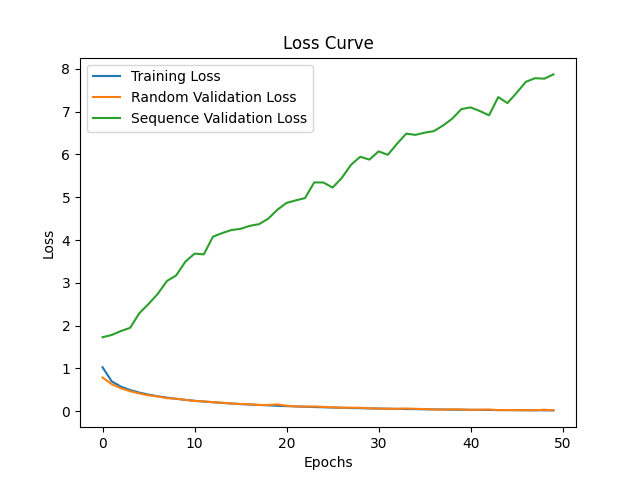 Loss Curve
Training Loss
Random Validation Loss
Sequence Validation Loss
8
7
6
5
4
3
2
1
0
Loss
0
10
20
30
40
50
Epochs